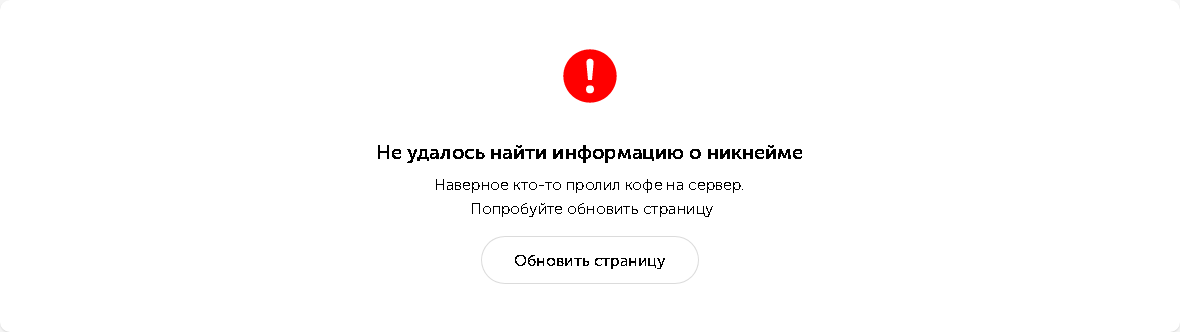 Не удалось найти информацию о никнейме
Наверное кто-то пролил кофе на сервер.
Попробуйте обновить страницу
Обновить страницу